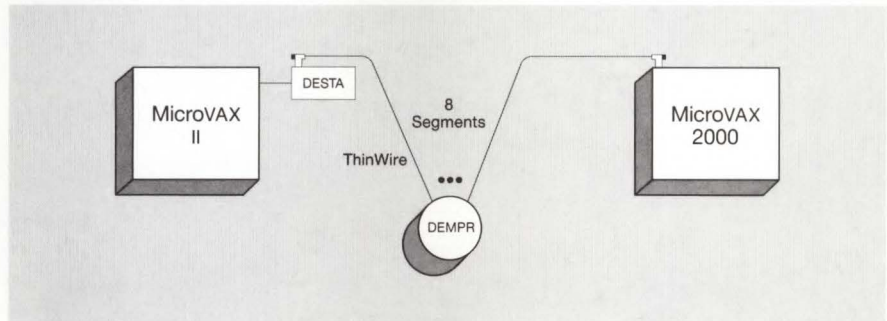 MicroVAX
II
DESTA
8
Segments
ThinWire
•••
DEMPR
MicroVAX
2000